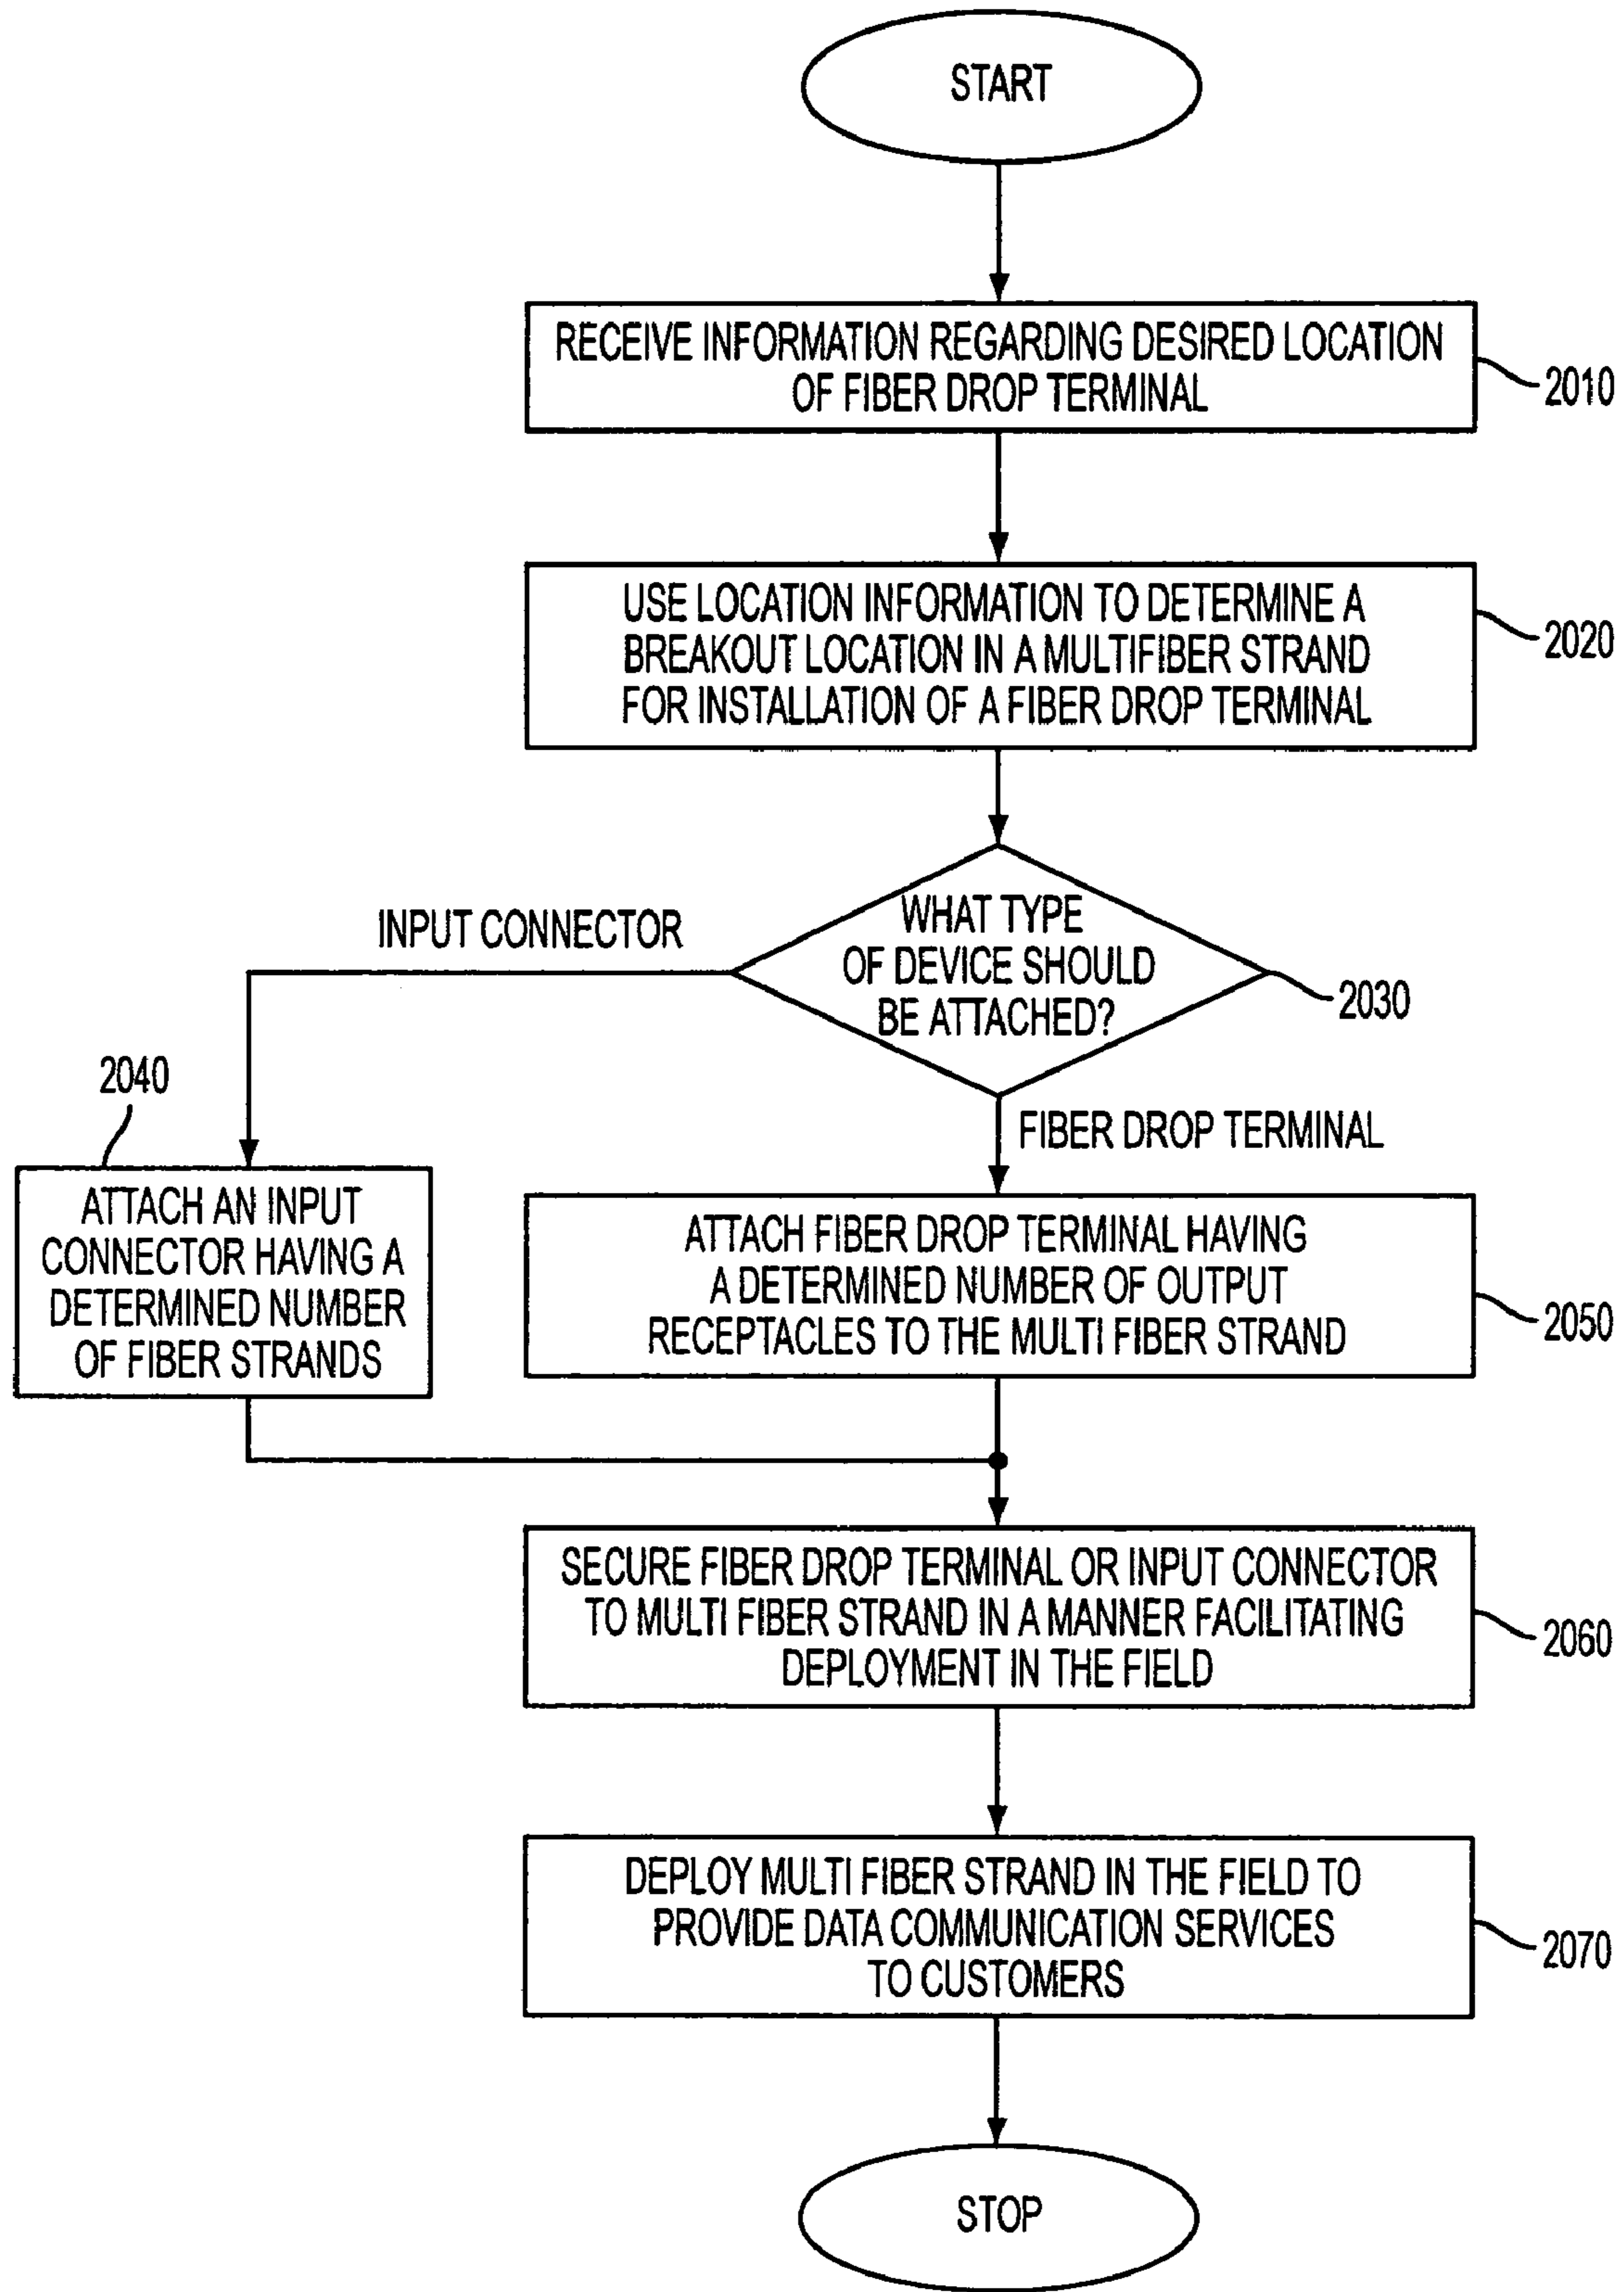 START
RECEIVE INFORMATION REGARDING DESIRED LOCATION
OF FIBER DROP TERMINAL
2010
USE LOCATION INFORMATION TO DETERMINE A
BREAKOUT LOCATION IN A MULTIFIBER STRAND
FOR INSTALLATION OF A FIBER DROP TERMINAL
2020
WHAT TYPE
OF DEVICE SHOULD
BE ATTACHED?
2030
INPUT CONNECTOR
FIBER DROP TERMINAL
2040
ATTACH AN INPUT
CONNECTOR HAVING A
DETERMINED NUMBER
OF FIBER STRANDS
ATTACH FIBER DROP TERMINAL HAVING
A DETERMINED NUMBER OF OUTPUT
RECEPTACLES TO THE MULTI FIBER STRAND
2050
SECURE FIBER DROP TERMINAL OR INPUT CONNECTOR
TO MULTI FIBER STRAND IN A MANNER FACILITATING
DEPLOYMENT IN THE FIELD
2060
DEPLOY MULTI FIBER STRAND IN THE FIELD TO
PROVIDE DATA COMMUNICATION SERVICES
TO CUSTOMERS
2070
STOP